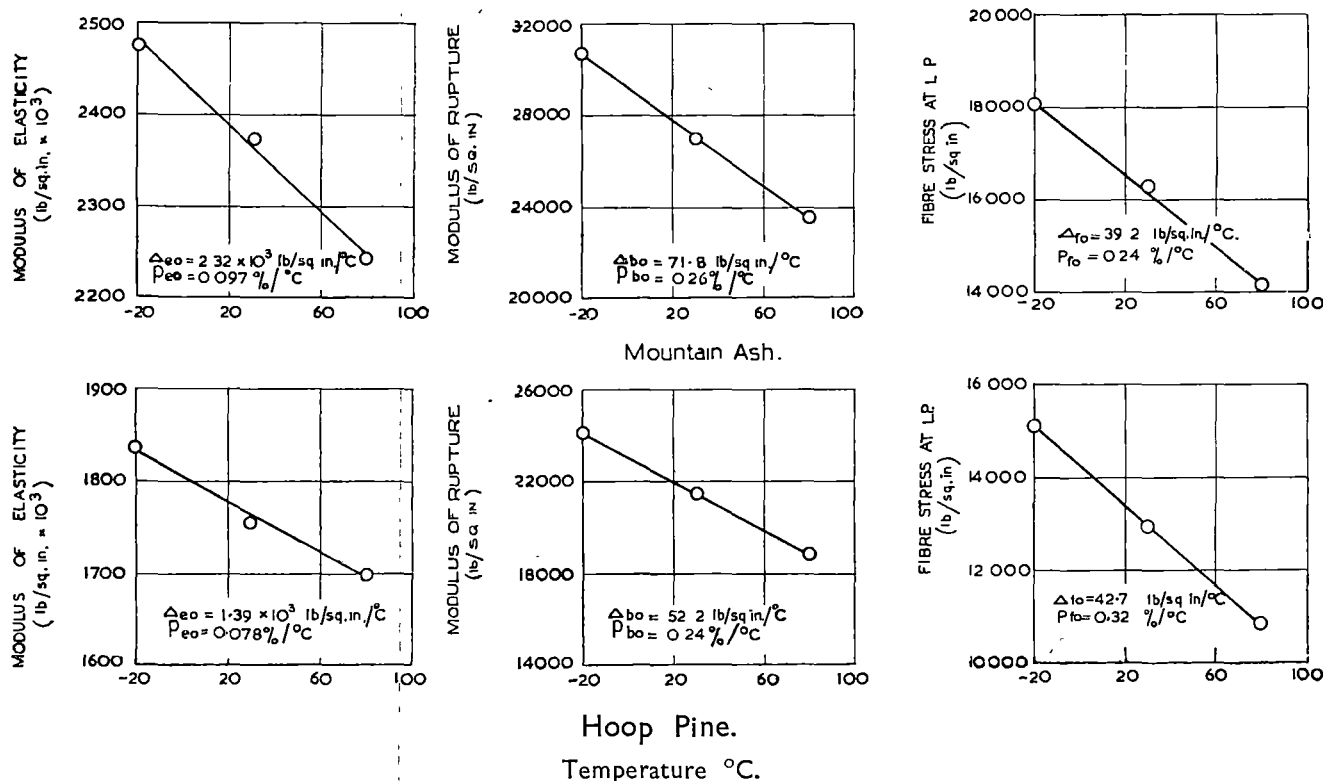 MODULUS OF ELASTICITY
(lb/sq.in. × 10³)
2500
2400
2300
2200
-20 20 60 100
Δeo = 2 32 × 10³ lb/sq in./°C
Peo = 0 097 %/°C
MODULUS OF RUPTURE
(lb/SQ. IN)
32000
28000
24000
20000
-20 20 60 100
Δbo = 71·8 lb/sq in./°C
Pbo = 0 26 %/°C
FIBRE STRESS AT L P
(lb/sq in)
20 000
18 000
16 000
14 000
-20 20 60 100
Δfo = 39 2 lb/sq.in/°C.
Pfo = 0 24 %/°C
Mountain Ash.
MODULUS OF ELASTICITY
(lb/sq.in. × 10³)
1900
1800
1700
1600
-20 20 60 100
Δeo = 1·39 × 10³ lb/sq.in./°C
Peo = 0·078 %/°C
MODULUS OF RUPTURE
(lb/SQ IN)
26000
22000
18000
14000
-20 20 60 100
Δbo = 52 2 lb/sq in/°C
Pbo = 0 24 %/°C
FIBRE STRESS AT L.P.
(lb/sq.in)
16 000
14 000
12 000
10 000
-20 20 60 100
Δfo = 42·7 lb/sq in/°C
Pfo = 0·32 %/°C
Hoop Pine.
Temperature °C.